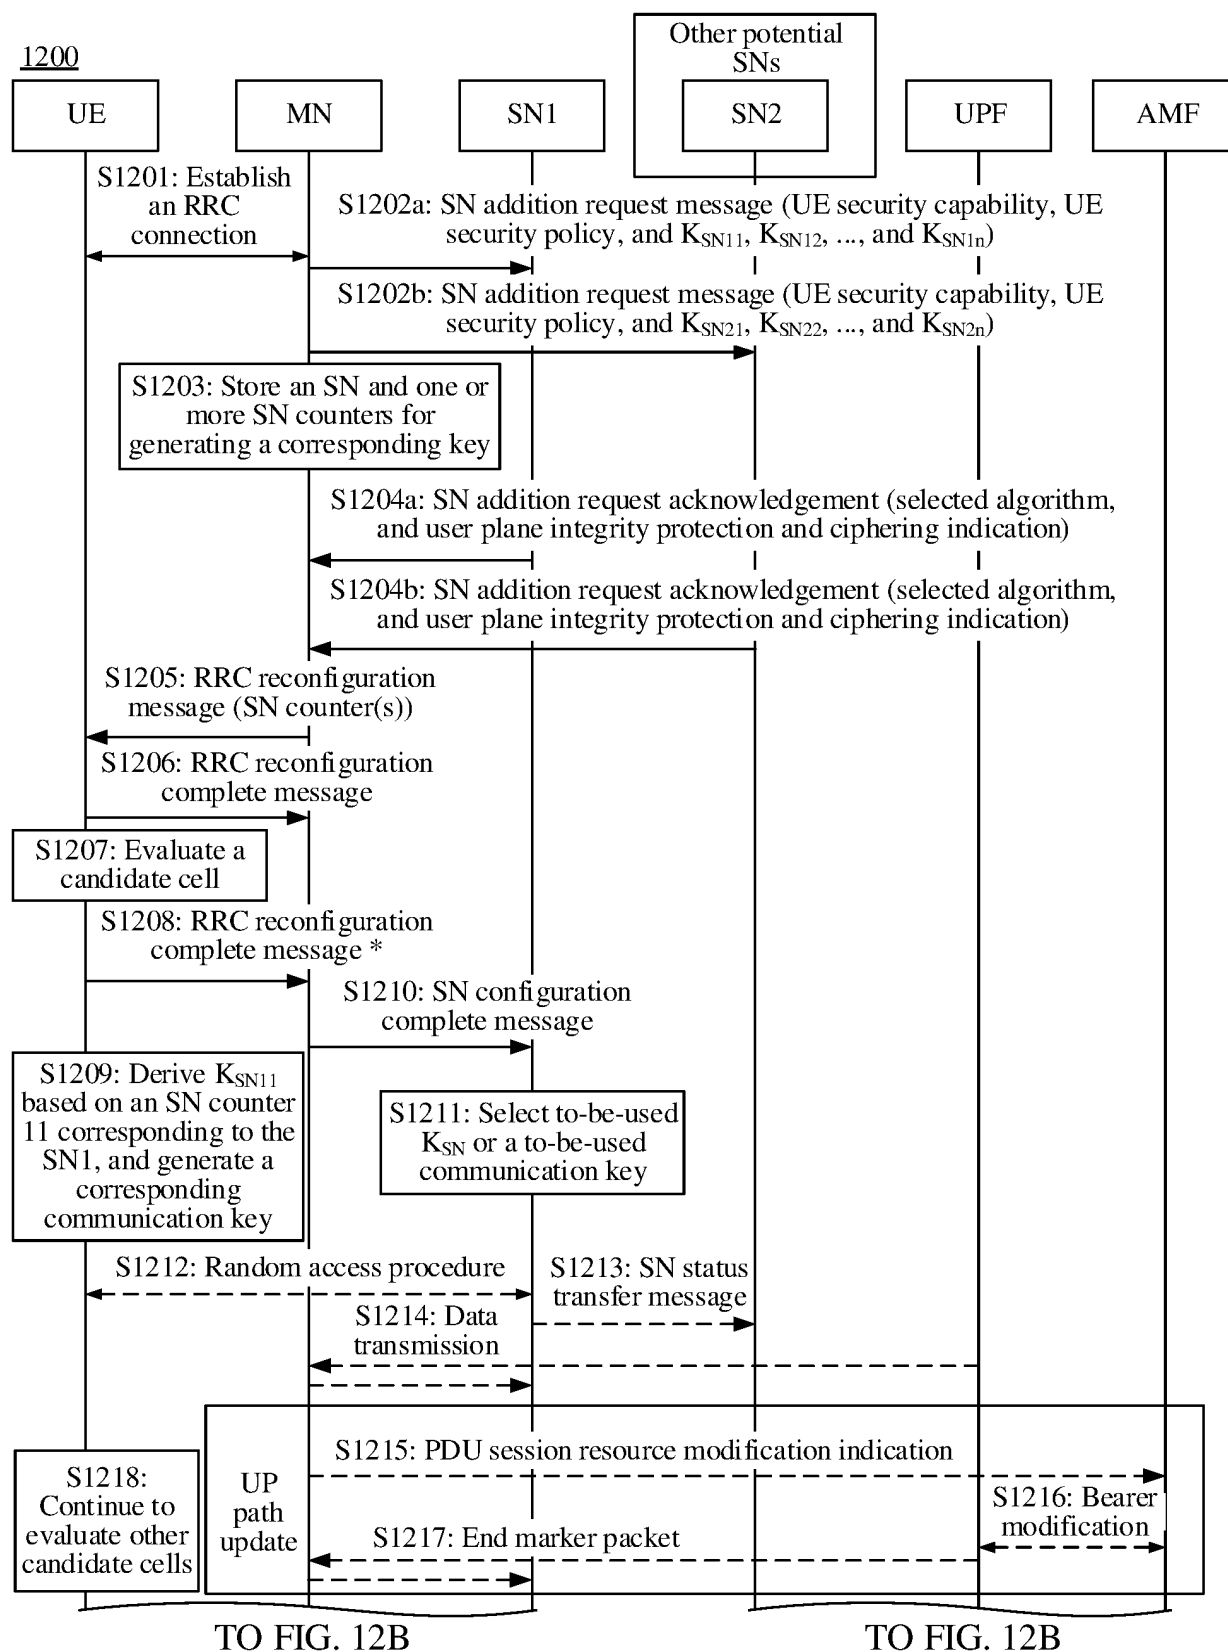 1200
Other potential
SNs
UE
MN
SN1
SN2
UPF
AMF
S1201: Establish
an RRC
connection
S1202a: SN addition request message (UE security capability, UE
security policy, and KSN11, KSN12, ..., and KSN1n)
S1202b: SN addition request message (UE security capability, UE
security policy, and KSN21, KSN22, ..., and KSN2n)
S1203: Store an SN and one or
more SN counters for
generating a corresponding key
S1204a: SN addition request acknowledgement (selected algorithm,
and user plane integrity protection and ciphering indication)
S1204b: SN addition request acknowledgement (selected algorithm,
and user plane integrity protection and ciphering indication)
S1205: RRC reconfiguration
message (SN counter(s))
S1206: RRC reconfiguration
complete message
S1207: Evaluate a
candidate cell
S1208: RRC reconfiguration
complete message *
S1210: SN configuration
complete message
S1209: Derive KSN11
based on an SN counter
11 corresponding to the
SN1, and generate a
corresponding
communication key
S1211: Select to-be-used
KSN or a to-be-used
communication key
S1212: Random access procedure
S1213: SN status
transfer message
S1214: Data
transmission
S1215: PDU session resource modification indication
S1218:
Continue to
evaluate other
candidate cells
UP
path
update
S1216: Bearer
modification
S1217: End marker packet
TO FIG. 12B
TO FIG. 12B